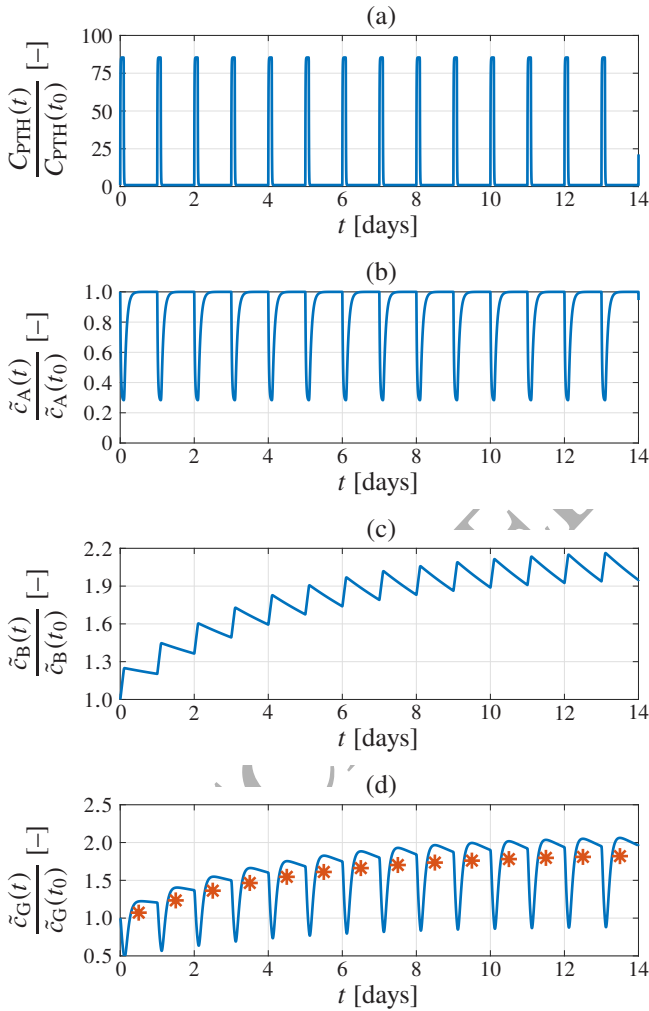 (a)
C_PTH(t) / C_PTH(t_0) [−]
100
75
50
25
0
0 2 4 6 8 10 12 14
t [days]
(b)
c̃_A(t) / c̃_A(t_0) [−]
1.0
0.8
0.6
0.4
0.2
0
0 2 4 6 8 10 12 14
t [days]
(c)
c̃_B(t) / c̃_B(t_0) [−]
2.2
1.9
1.6
1.3
1.0
0 2 4 6 8 10 12 14
t [days]
(d)
c̃_G(t) / c̃_G(t_0) [−]
2.5
2.0
1.5
1.0
0.5
0 2 4 6 8 10 12 14
t [days]